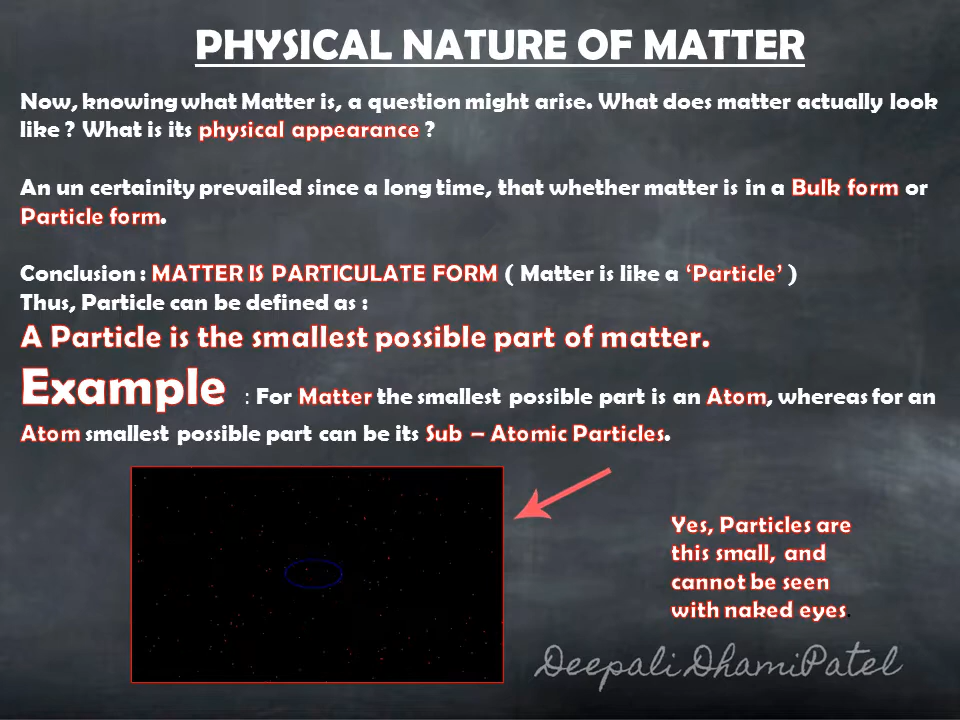 PHYSICAL NATURE OF MATTER
Now, knowing what Matter is, a question might arise. What does matter actually look
like ? What is its physical appearance ?
An un certainity prevailed since a long time, that whether matter is in a Bulk form or
Particle form.
Conclusion : MATTER IS PARTICULATE FORM ( Matter is like a ‘Particle’ )
Thus, Particle can be defined as :
A Particle is the smallest possible part of matter.
Example : For Matter the smallest possible part is an Atom, whereas for an
Atom smallest possible part can be its Sub – Atomic Particles.
Yes, Particles are
this small, and
cannot be seen
with naked eyes.
Deepali DhamiPatel